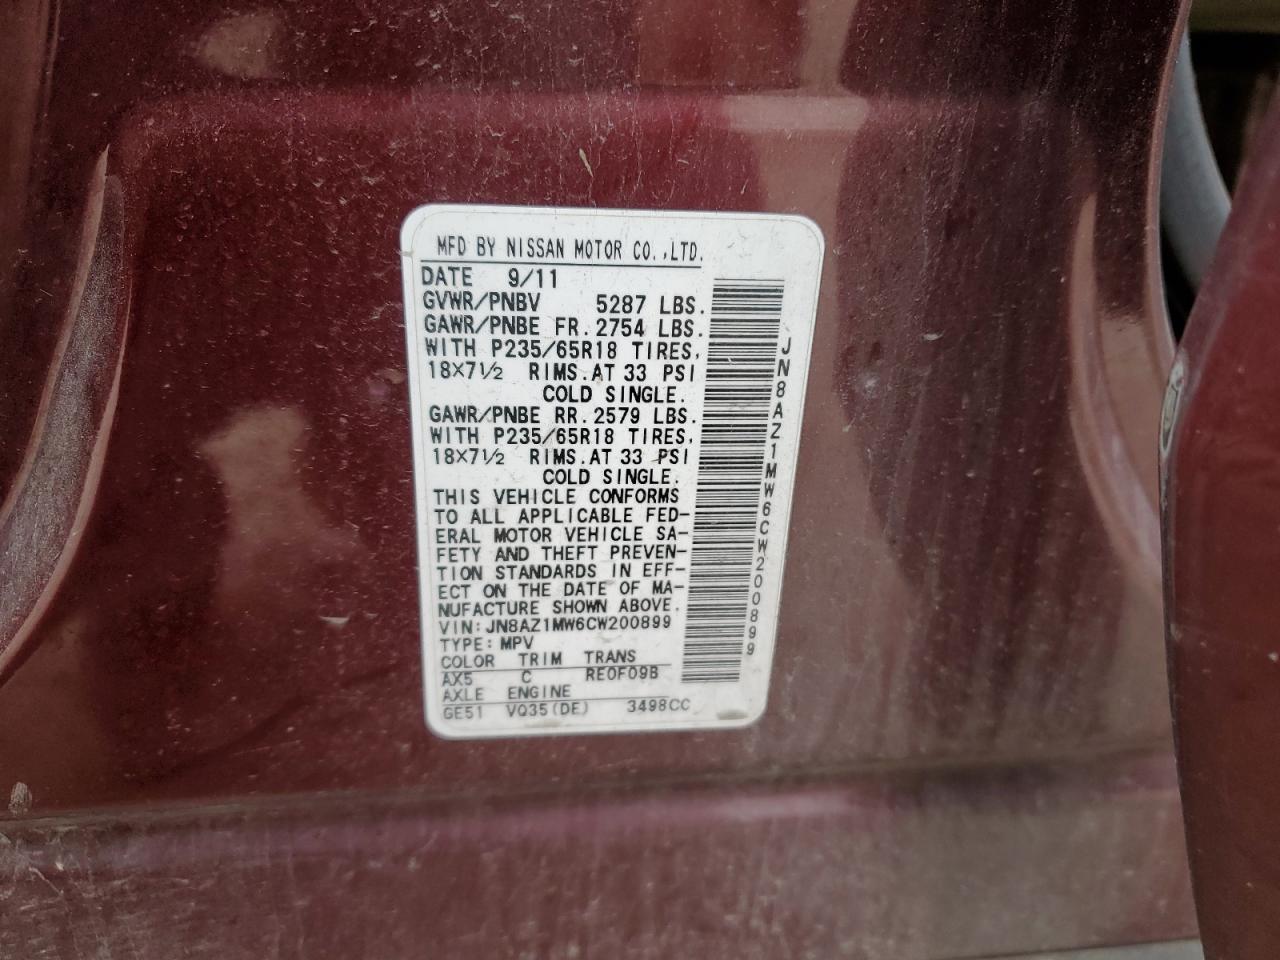 MFD BY NISSAN MOTOR CO.,LTD.
DATE 9/11
GVWR/PNBV 5287 LBS.
GAWR/PNBE FR. 2754 LBS.
WITH P235/65R18 TIRES,
18×7½ RIMS.AT 33 PSI
COLD SINGLE.
GAWR/PNBE RR. 2579 LBS.
WITH P235/65R18 TIRES,
18×7½ RIMS.AT 33 PSI
COLD SINGLE.
THIS VEHICLE CONFORMS
TO ALL APPLICABLE FED-
ERAL MOTOR VEHICLE SA-
FETY AND THEFT PREVEN-
TION STANDARDS IN EFF-
ECT ON THE DATE OF MA-
NUFACTURE SHOWN ABOVE.
VIN: JN8AZ1MW6CW200899
TYPE: MPV
COLOR TRIM TRANS
AX5 C RE0F09B
AXLE ENGINE
GE51 VQ35(DE) 3498CC
JN8AZ1MW6CW200899